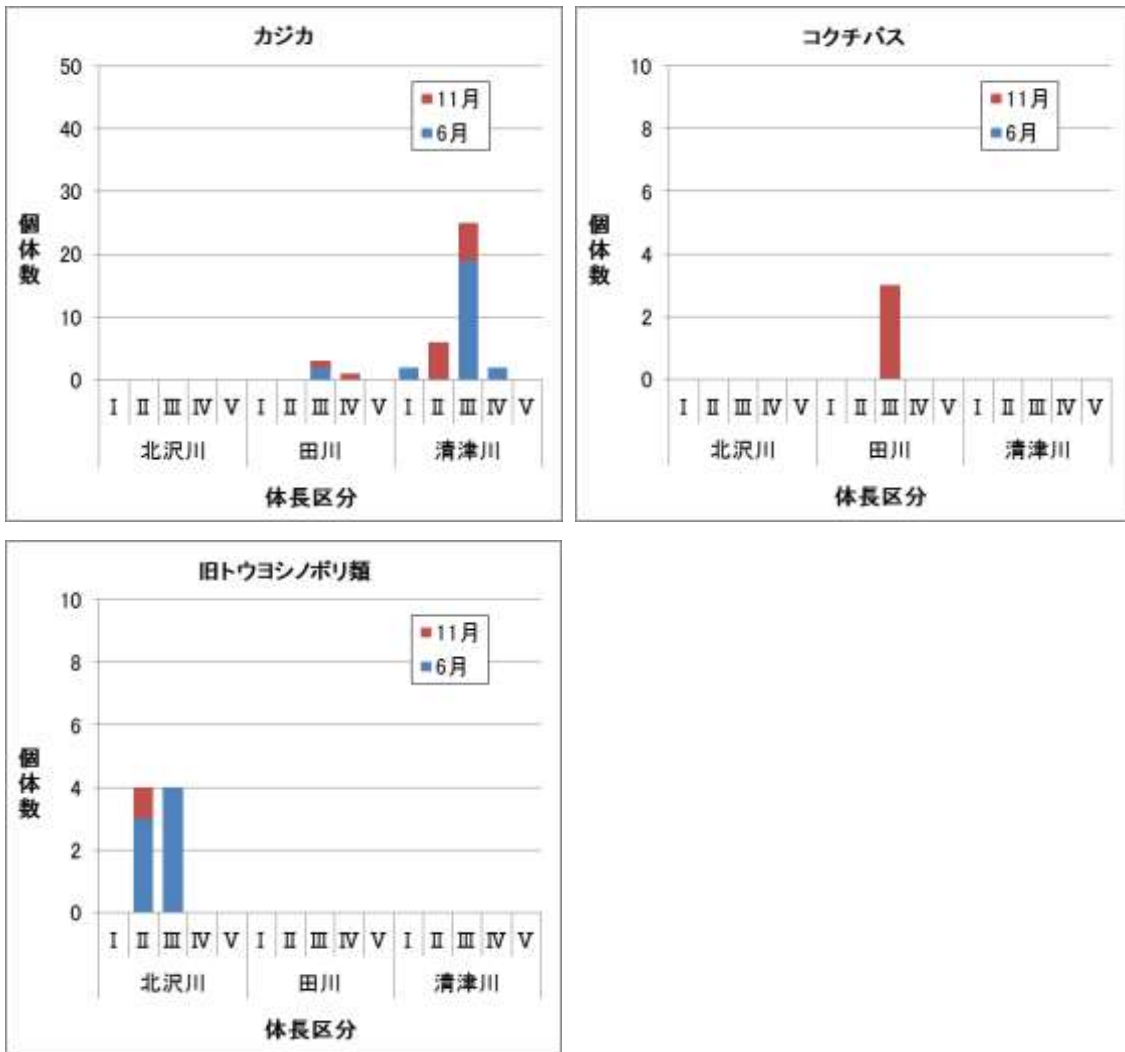 カジカ
50
40
30
20
10
0
個体数
11月
6月
Ⅰ Ⅱ Ⅲ Ⅳ Ⅴ Ⅰ Ⅱ Ⅲ Ⅳ Ⅴ Ⅰ Ⅱ Ⅲ Ⅳ Ⅴ
北沢川 田川 清津川
体長区分
コクチバス
10
8
6
4
2
0
個体数
11月
6月
Ⅰ Ⅱ Ⅲ Ⅳ Ⅴ Ⅰ Ⅱ Ⅲ Ⅳ Ⅴ Ⅰ Ⅱ Ⅲ Ⅳ Ⅴ
北沢川 田川 清津川
体長区分
旧トウヨシノボリ類
10
8
6
4
2
0
個体数
11月
6月
Ⅰ Ⅱ Ⅲ Ⅳ Ⅴ Ⅰ Ⅱ Ⅲ Ⅳ Ⅴ Ⅰ Ⅱ Ⅲ Ⅳ Ⅴ
北沢川 田川 清津川
体長区分